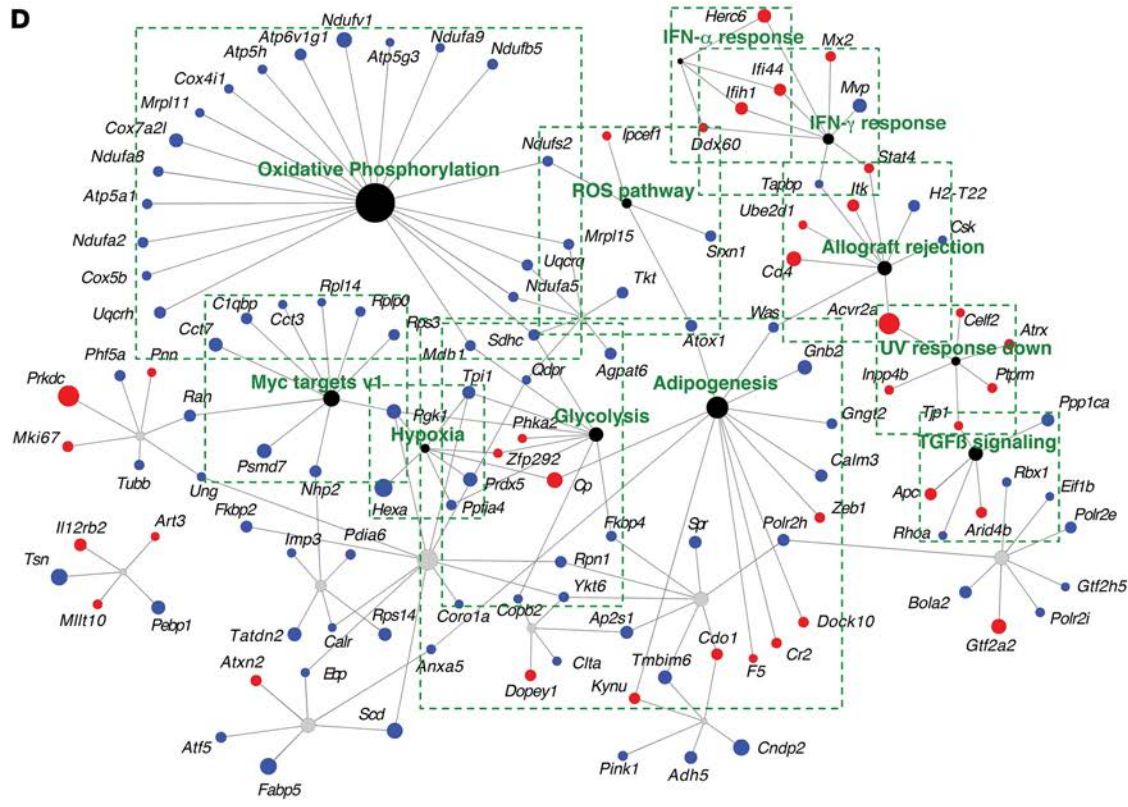 D
Herc6
IFN-α response
Ndufv1
Atp6v1g1
Ndufa9
Atp5g3
Ndufb5
Atp5h
Cox4i1
Mrpl11
Cox7a2l
Ndufa8
Atp5a1
Ndufa2
Cox5b
Uqcrh
Oxidative Phosphorylation
Mx2
Ifi44
Mvp
Ifih1
IFN-γ response
Ddx60
Stat4
Ndufs2
Ipcef1
ROS pathway
Tapbp
Itk
H2-T22
Ube2d1
Csk
Allograft rejection
Cd4
Mrpl15
Srxn1
Uqcrq
Tkt
Ndufa5
Was
Acvr2a
Celf2
Atrx
UV response down
Inpp4b
Ptprm
C1qbp
Rpl14
Rplp0
Cct3
Rps3
Cct7
Sdhc
Mdh1
Atox1
Agpat6
Gnb2
Phf5a
Pnn
Prkdc
Myc targets v1
Tpi1
Adipogenesis
Ran
Pgk1
Glycolysis
Phka2
Hypoxia
Zfp292
Gngt2
Tjp1
Ppp1ca
TGFß signaling
Mki67
Tubb
Psmd7
Ung
Nhp2
Hexa
Prdx5
Ppfia4
Calm3
Zeb1
Apc
Rbx1
Eif1b
Rhoa
Arid4b
Polr2e
Il12rb2
Art3
Fkbp2
Fkbp4
Spr
Polr2h
Tsn
Imp3
Pdia6
Rpn1
Ykt6
Gtf2h5
Mllt10
Pebp1
Tatdn2
Rps14
Calr
Coro1a
Copb2
Ap2s1
Bola2
Polr2i
Gtf2a2
Dock10
Cdo1
Cr2
F5
Atxn2
Ebp
Anxa5
Clta
Tmbim6
Dopey1
Kynu
Scd
Atf5
Fabp5
Pink1
Adh5
Cndp2